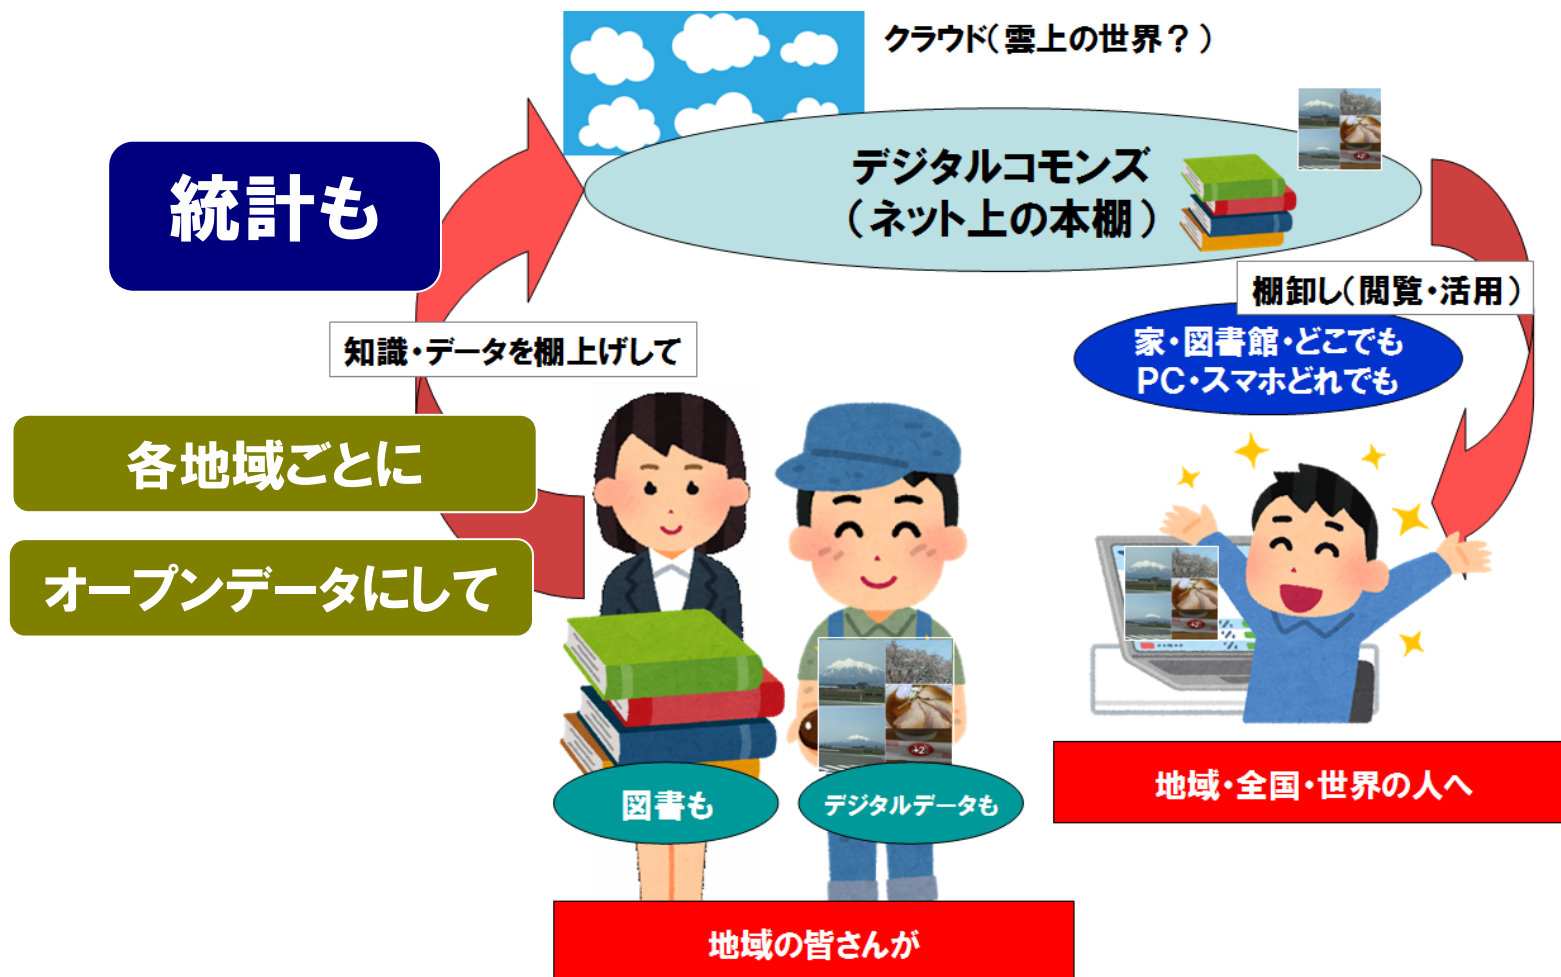 クラウド（雲上の世界？）
デジタルコモンズ
（ネット上の本棚）
統計も
棚卸し（閲覧・活用）
知識・データを棚上げして
家・図書館・どこでも
PC・スマホどれでも
各地域ごとに
オープンデータにして
図書も
デジタルデータも
地域・全国・世界の人へ
地域の皆さんが